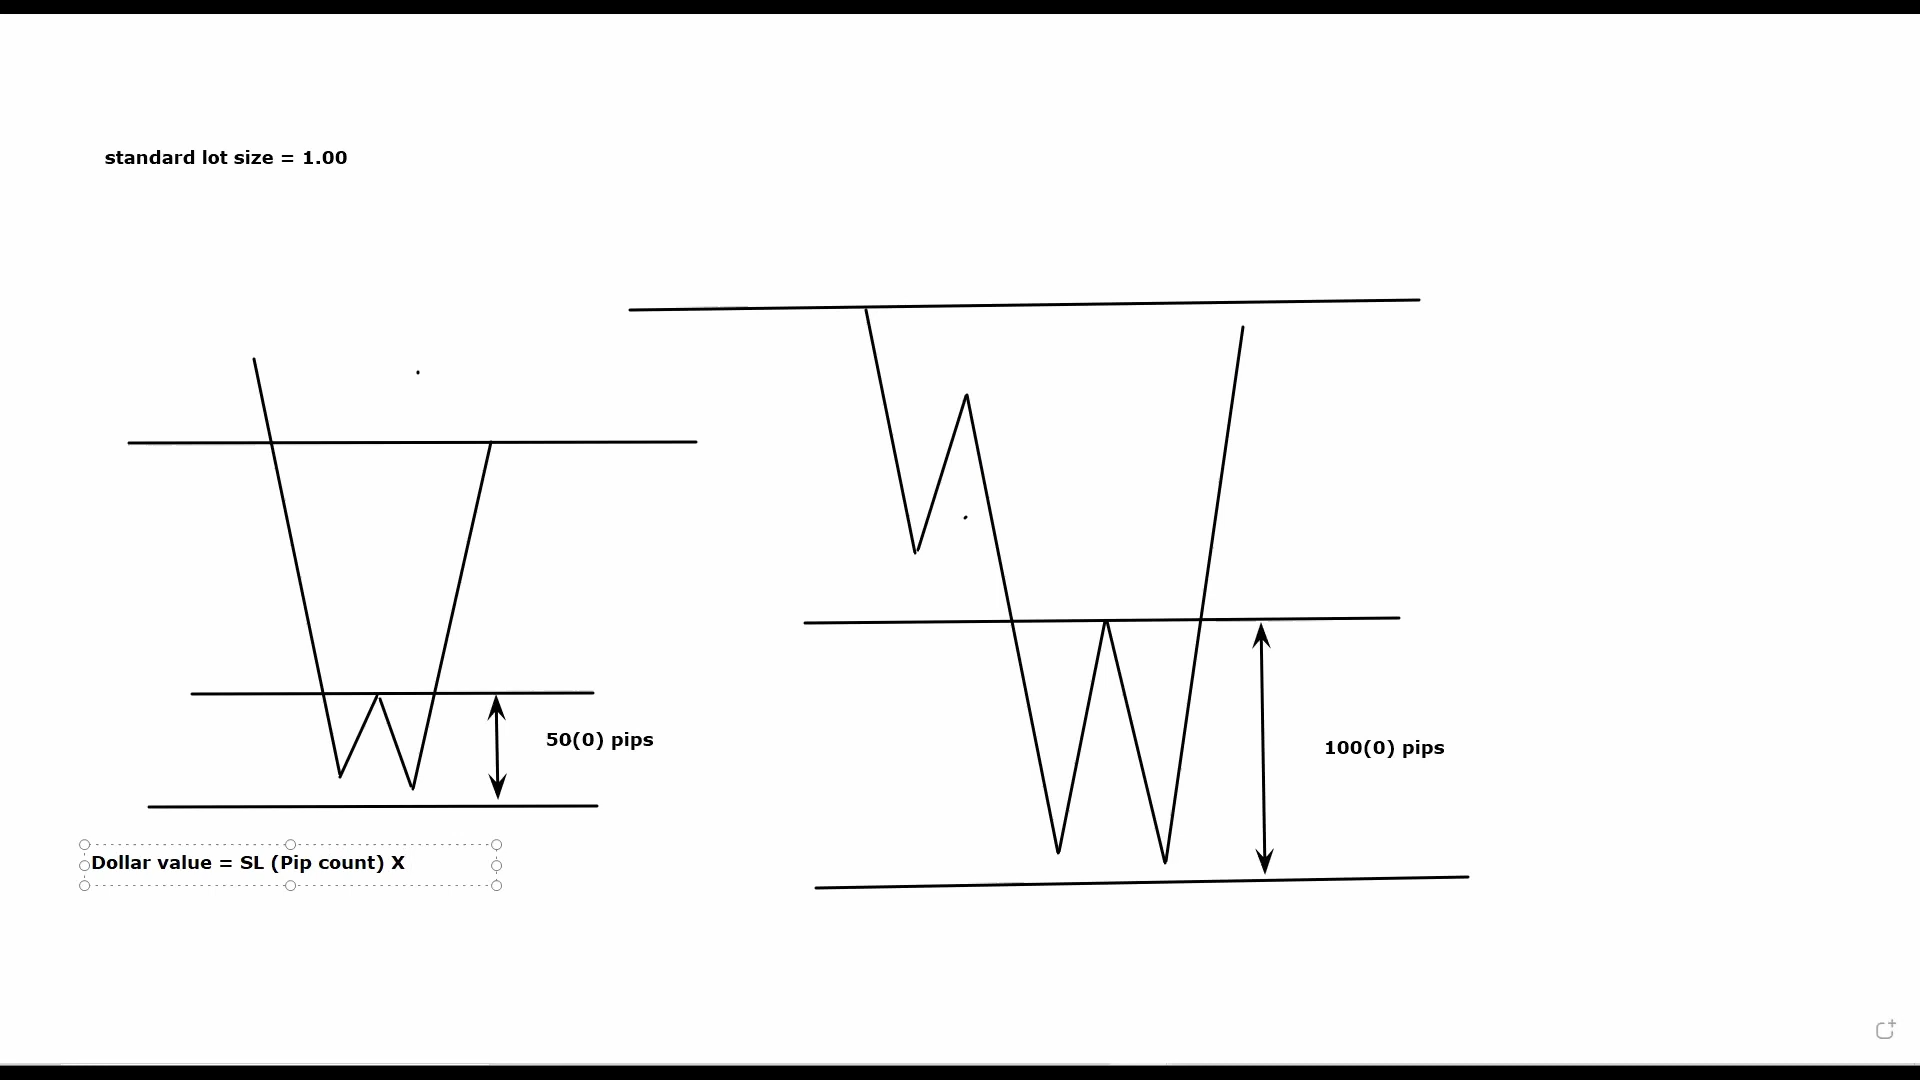 standard lot size = 1.00
50(0) pips
100(0) pips
Dollar value = SL (Pip count) X